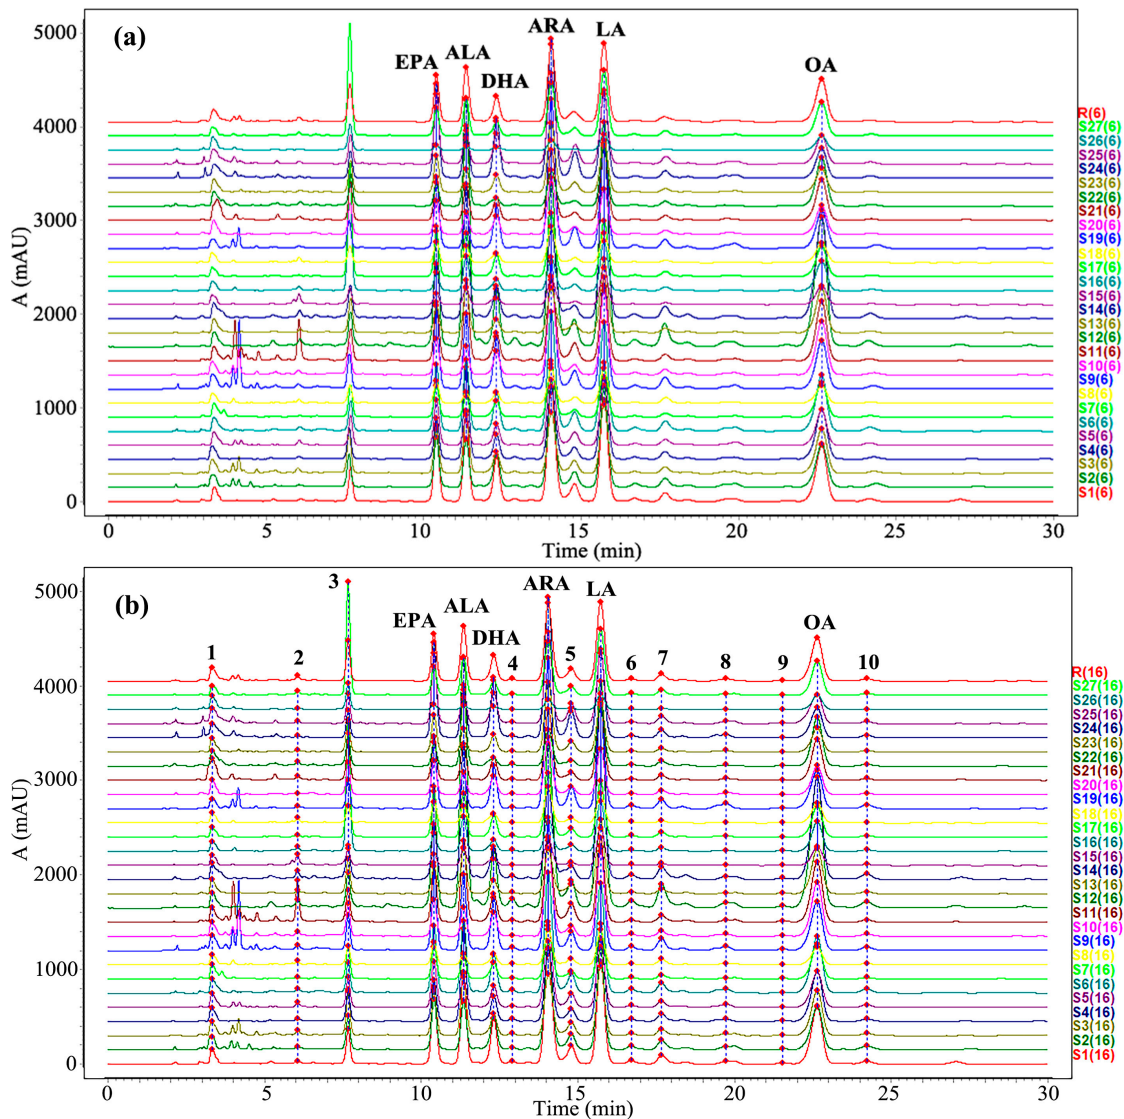 (a)
EPA
ALA
DHA
ARA
LA
OA
5000
4000
3000
2000
1000
0
A (mAU)
R(6)
S27(6)
S26(6)
S25(6)
S24(6)
S23(6)
S22(6)
S21(6)
S20(6)
S19(6)
S18(6)
S17(6)
S16(6)
S15(6)
S14(6)
S13(6)
S12(6)
S11(6)
S10(6)
S9(6)
S8(6)
S7(6)
S6(6)
S5(6)
S4(6)
S3(6)
S2(6)
S1(6)
0 5 10 15 20 25 30
Time (min)
(b)
1
2
3
EPA
ALA
DHA
4
ARA
5
LA
6
7
8
9
OA
10
5000
4000
3000
2000
1000
0
A (mAU)
R(16)
S27(16)
S26(16)
S25(16)
S24(16)
S23(16)
S22(16)
S21(16)
S20(16)
S19(16)
S18(16)
S17(16)
S16(16)
S15(16)
S14(16)
S13(16)
S12(16)
S11(16)
S10(16)
S9(16)
S8(16)
S7(16)
S6(16)
S5(16)
S4(16)
S3(16)
S2(16)
S1(16)
0 5 10 15 20 25 30
Time (min)